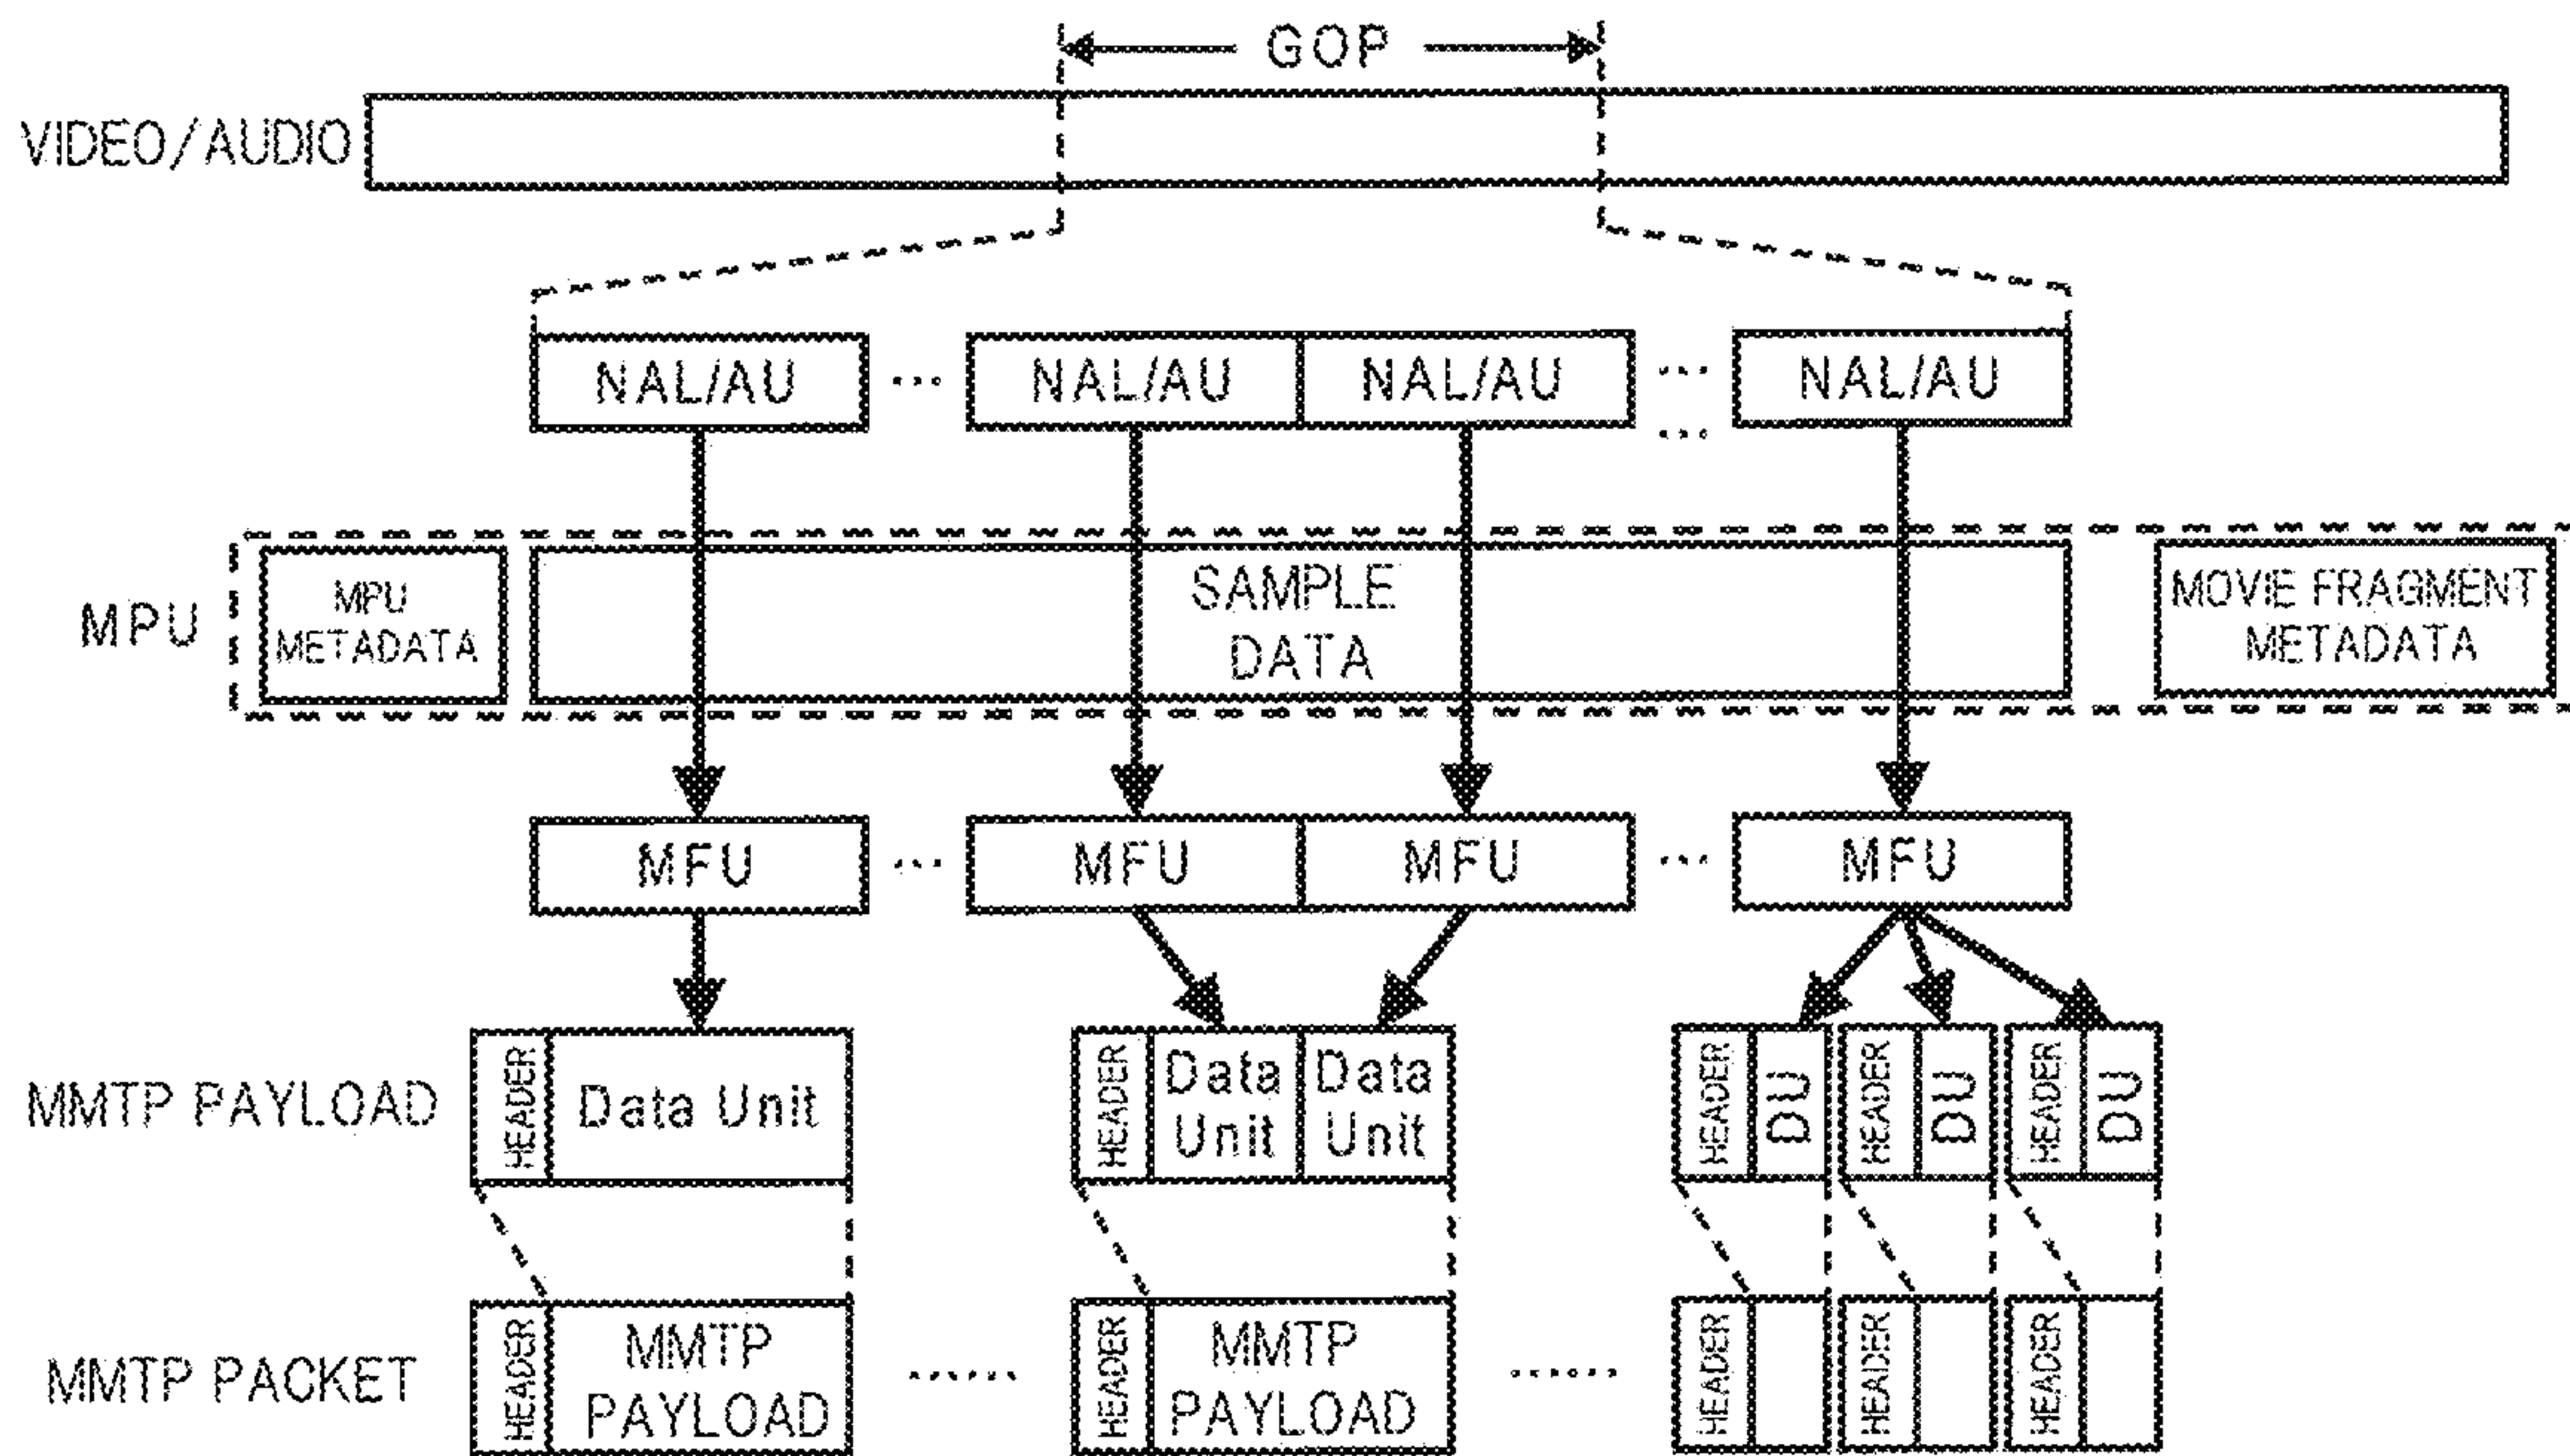 GOP
VIDEO/AUDIO
NAL/AU ... NAL/AU NAL/AU ... NAL/AU
...
MPU
MPU
METADATA
SAMPLE
DATA
MOVIE FRAGMENT
METADATA
MFU ... MFU MFU ... MFU
MMTP PAYLOAD
HEADER
Data Unit
HEADER
Data
Unit
Data
Unit
HEADER
DU
HEADER
DU
HEADER
DU
MMTP PACKET
HEADER
MMTP
PAYLOAD
......
HEADER
MMTP
PAYLOAD
......
HEADER
HEADER
HEADER